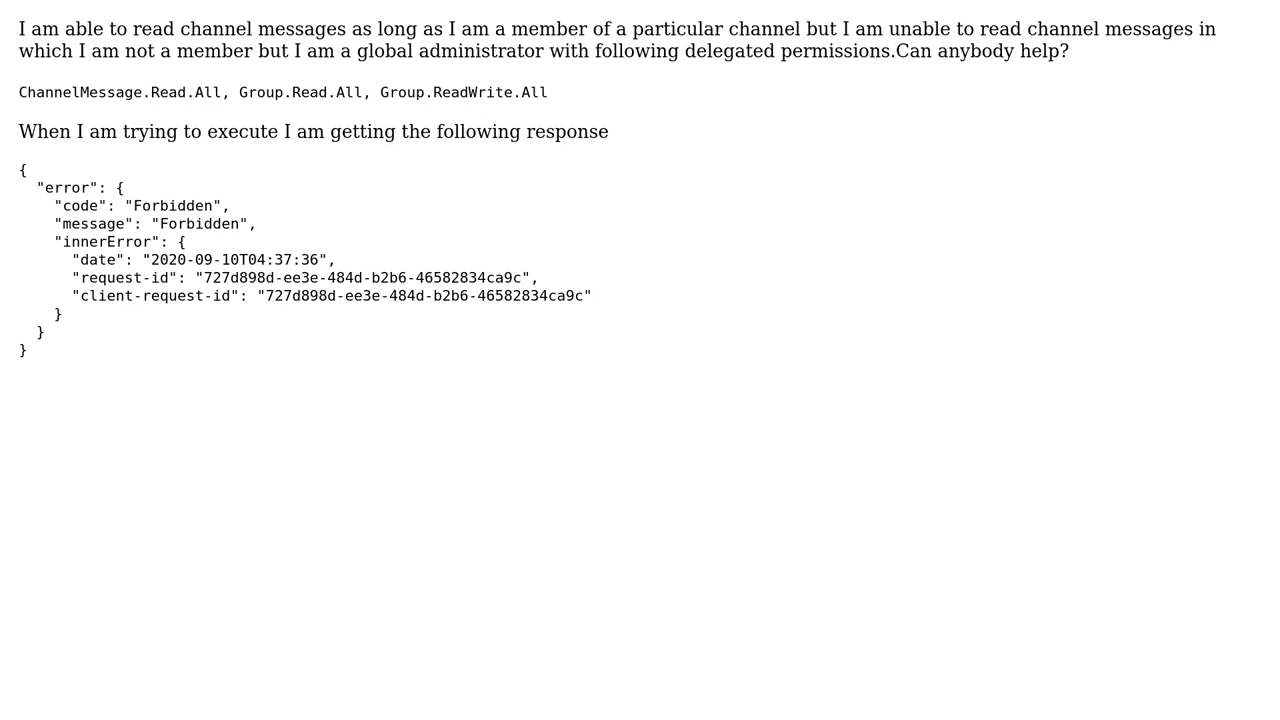 I am able to read channel messages as long as I am a member of a particular channel but I am unable to read channel messages in
which I am not a member but I am a global administrator with following delegated permissions.Can anybody help?
ChannelMessage.Read.All, Group.Read.All, Group.ReadWrite.All
When I am trying to execute I am getting the following response
{
  "error": {
    "code": "Forbidden",
    "message": "Forbidden",
    "innerError": {
      "date": "2020-09-10T04:37:36",
      "request-id": "727d898d-ee3e-484d-b2b6-46582834ca9c",
      "client-request-id": "727d898d-ee3e-484d-b2b6-46582834ca9c"
    }
  }
}